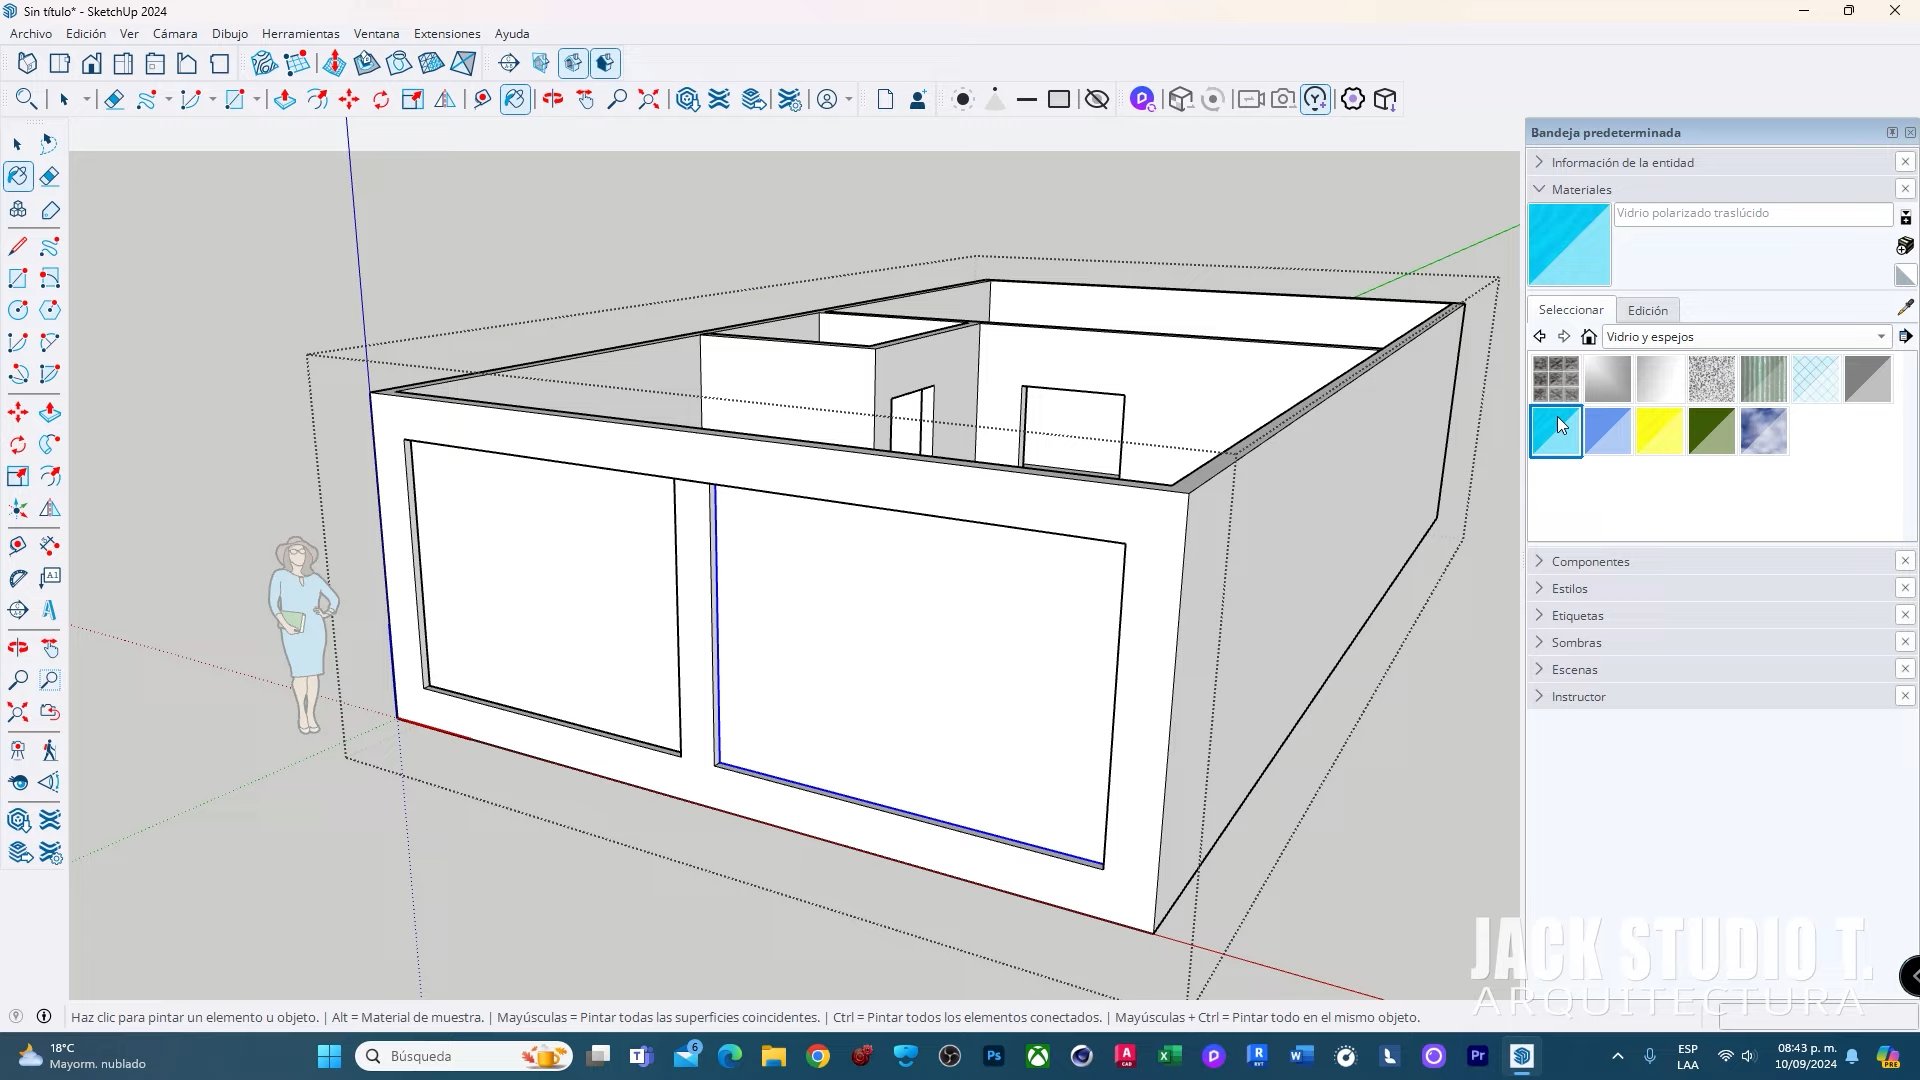 Sin título* - SketchUp 2024
Archivo Edición Ver Cámara Dibujo Herramientas Ventana Extensiones Ayuda
Bandeja predeterminada
Información de la entidad
Materiales
Vidrio polarizado traslúcido
Seleccionar Edición
Vidrio y espejos
Componentes
Estilos
Etiquetas
Sombras
Escenas
Instructor
JACK STUDIO T.
ARQUITECTURA
Haz clic para pintar un elemento u objeto. | Alt = Material de muestra. | Mayúsculas = Pintar todas las superficies coincidentes. | Ctrl = Pintar todos los elementos conectados. | Mayúsculas + Ctrl = Pintar todo en el mismo objeto.
18°C
Mayorm. nublado
Búsqueda
6
ESP
LAA
08:43 p. m.
10/09/2024